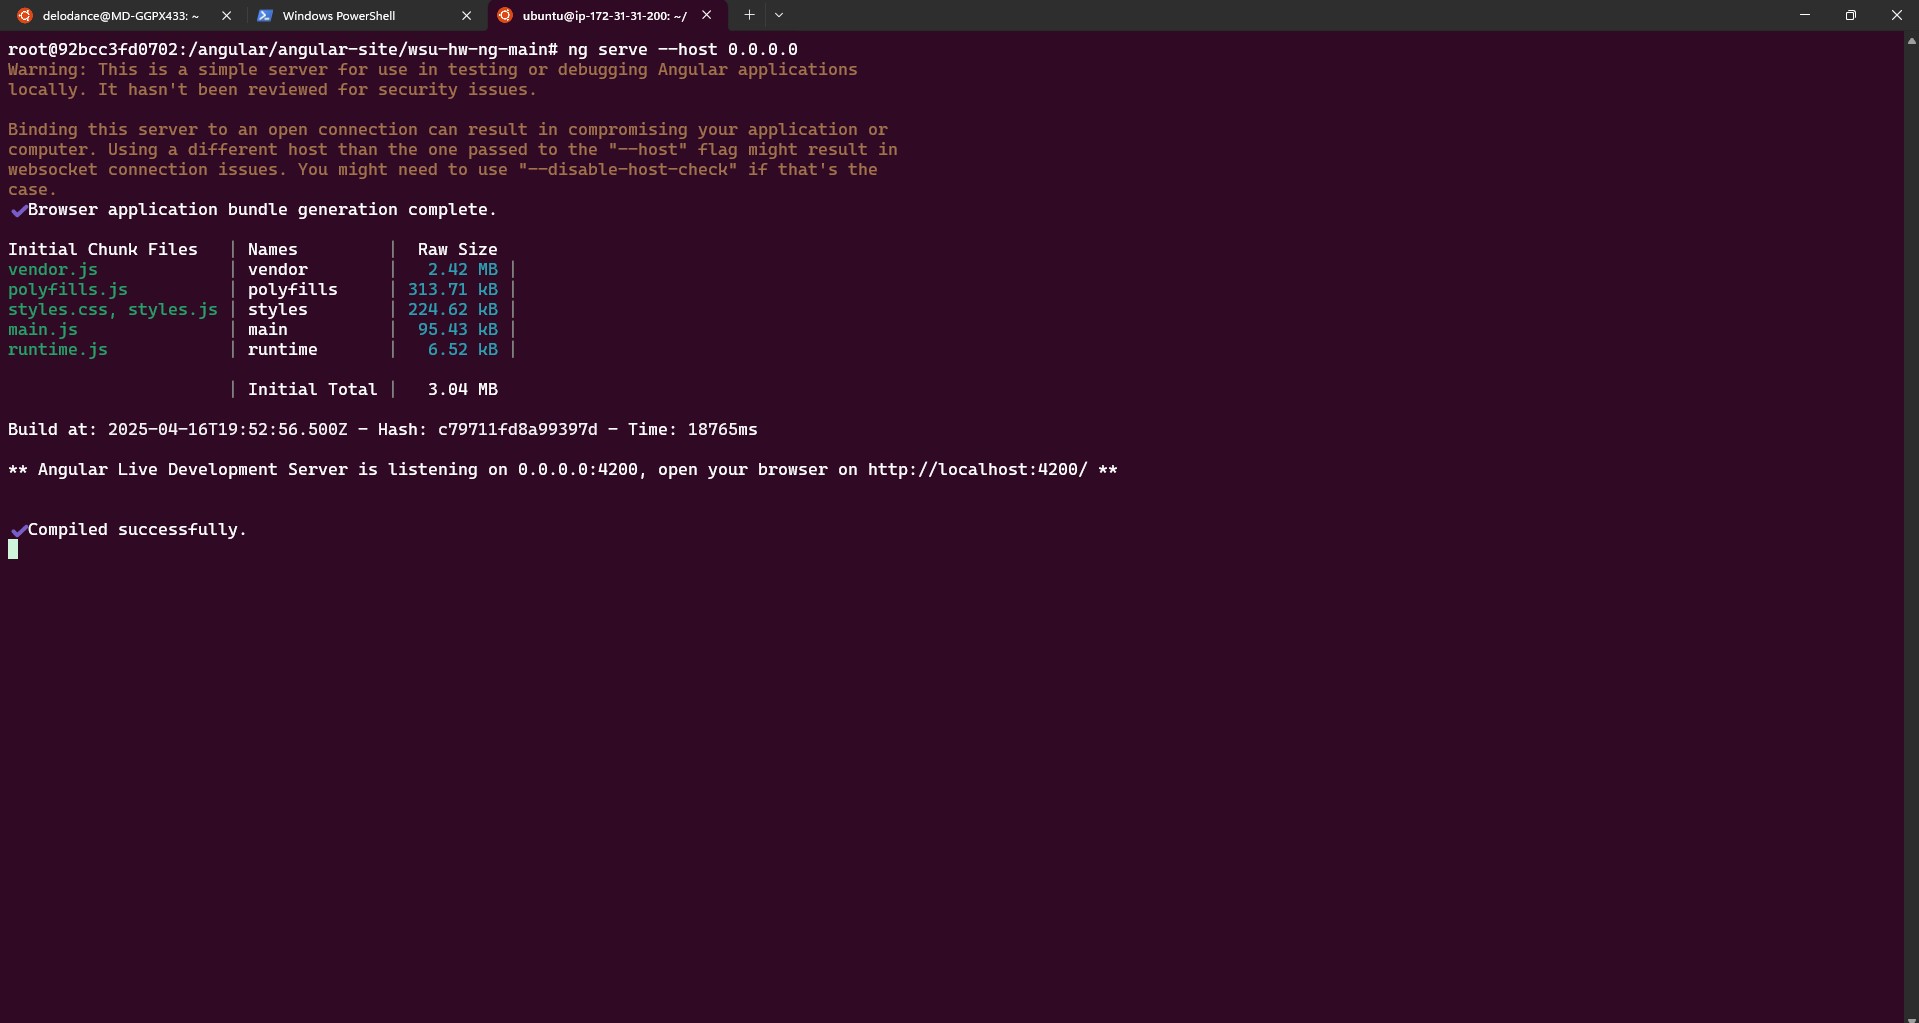 delodance@MD-GGPX433: ~
Windows PowerShell
ubuntu@ip-172-31-31-200: ~/
root@92bcc3fd0702:/angular/angular-site/wsu-hw-ng-main# ng serve --host 0.0.0.0
Warning: This is a simple server for use in testing or debugging Angular applications
locally. It hasn't been reviewed for security issues.
Binding this server to an open connection can result in compromising your application or
computer. Using a different host than the one passed to the "--host" flag might result in
websocket connection issues. You might need to use "--disable-host-check" if that's the
case.
✔Browser application bundle generation complete.
Initial Chunk Files | Names | Raw Size
vendor.js | vendor | 2.42 MB |
polyfills.js | polyfills | 313.71 kB |
styles.css, styles.js | styles | 224.62 kB |
main.js | main | 95.43 kB |
runtime.js | runtime | 6.52 kB |
| Initial Total | 3.04 MB
Build at: 2025-04-16T19:52:56.500Z - Hash: c79711fd8a99397d - Time: 18765ms
** Angular Live Development Server is listening on 0.0.0.0:4200, open your browser on http://localhost:4200/ **
✔Compiled successfully.